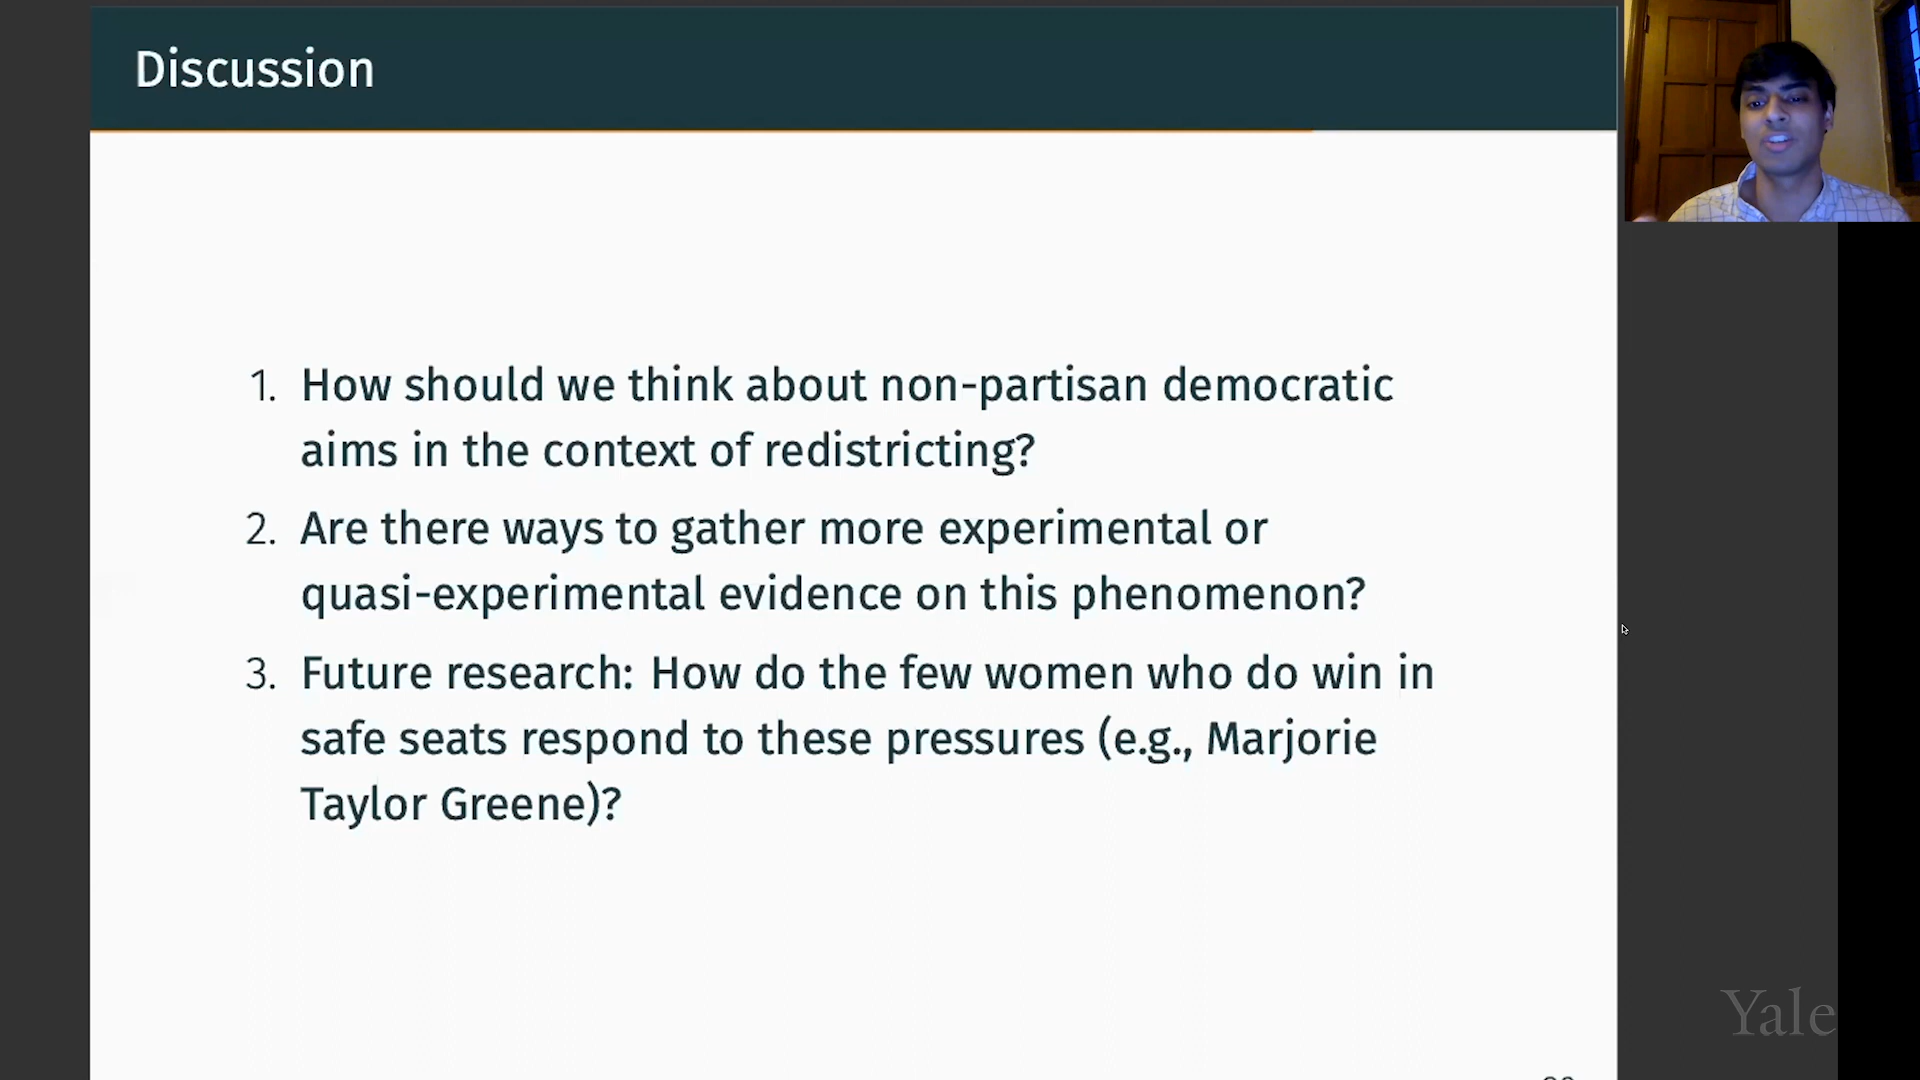 Discussion
1. How should we think about non-partisan democratic
aims in the context of redistricting?
2. Are there ways to gather more experimental or
quasi-experimental evidence on this phenomenon?
3. Future research: How do the few women who do win in
safe seats respond to these pressures (e.g., Marjorie
Taylor Greene)?
Yale